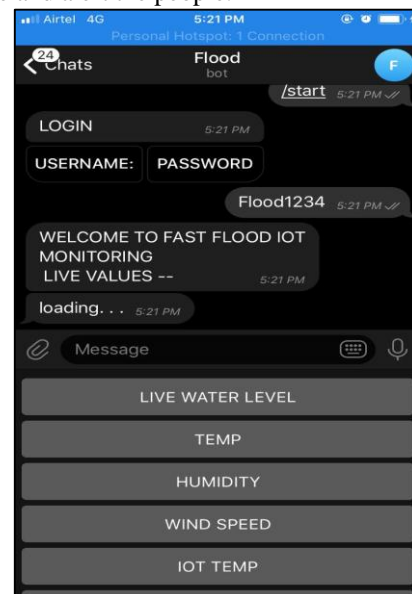 people.
Airtel 4G 5:21 PM
Personal Hotspot: 1 Connection
24
Chats
Flood
bot
F
/start 5:21 PM
LOGIN 5:21 PM
USERNAME: PASSWORD
Flood1234 5:21 PM
WELCOME TO FAST FLOOD IOT
MONITORING
LIVE VALUES -- 5:21 PM
loading. . . 5:21 PM
Message
LIVE WATER LEVEL
TEMP
HUMIDITY
WIND SPEED
IOT TEMP